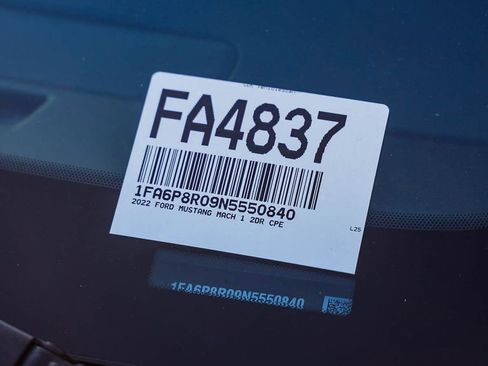 FA4837
1FA6P8R09N5550840
2022 FORD MUSTANG MACH 1 2DR CPE
L25
1FA6P8R09N5550840